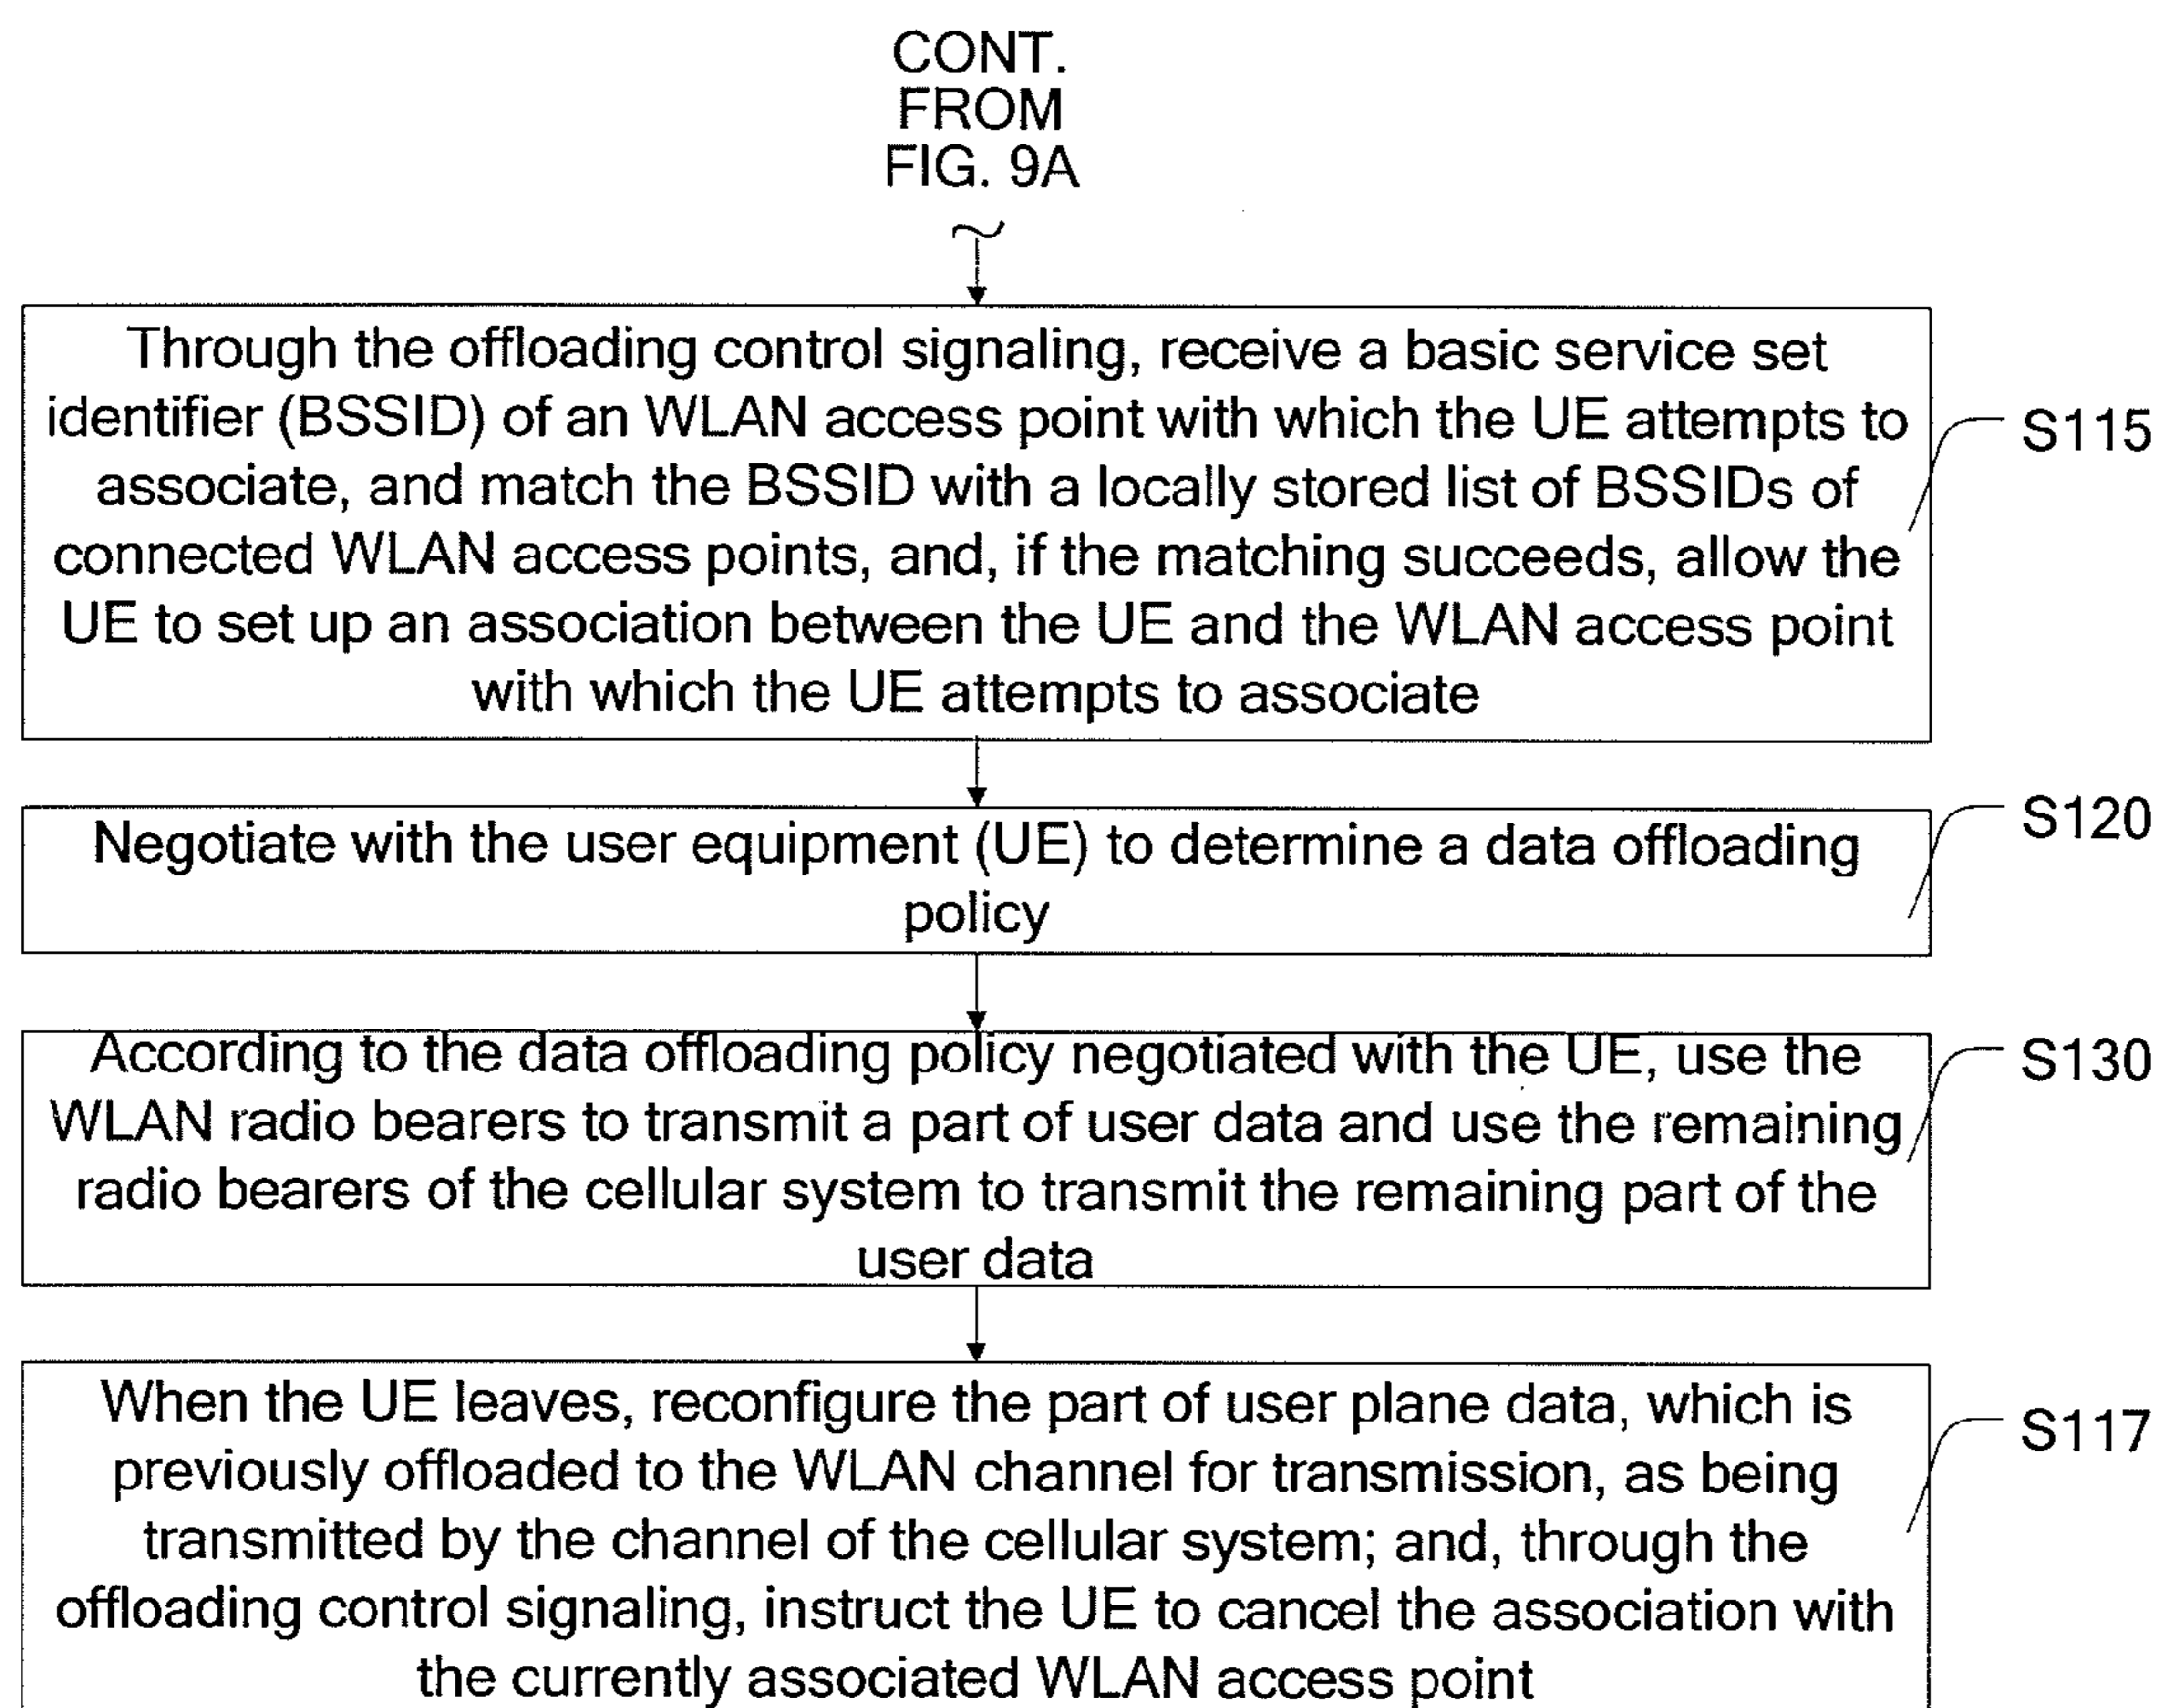 CONT.
FROM
FIG. 9A
Through the offloading control signaling, receive a basic service set
identifier (BSSID) of an WLAN access point with which the UE attempts to
associate, and match the BSSID with a locally stored list of BSSIDs of
connected WLAN access points, and, if the matching succeeds, allow the
UE to set up an association between the UE and the WLAN access point
with which the UE attempts to associate
S115
Negotiate with the user equipment (UE) to determine a data offloading
policy
S120
According to the data offloading policy negotiated with the UE, use the
WLAN radio bearers to transmit a part of user data and use the remaining
radio bearers of the cellular system to transmit the remaining part of the
user data
S130
When the UE leaves, reconfigure the part of user plane data, which is
previously offloaded to the WLAN channel for transmission, as being
transmitted by the channel of the cellular system; and, through the
offloading control signaling, instruct the UE to cancel the association with
the currently associated WLAN access point
S117